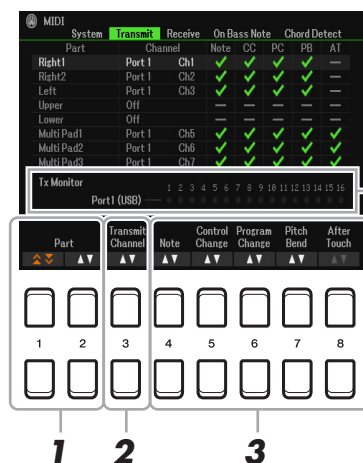 MIDI
System Transmit Receive On Bass Note Chord Detect
Part Channel Note CC PC PB AT
Right1 Port 1 Ch1
Right2 Port 1 Ch2
Left Port 1 Ch3
Upper Off
Lower Off
Multi Pad1 Port 1 Ch5
Multi Pad2 Port 1 Ch6
Multi Pad3 Port 1 Ch7
Tx Monitor
1 2 3 4 5 6 7 8 9 10 11 12 13 14 15 16
Port1 (USB)
Part Transmit Channel Note Control Change Program Change Pitch Bend After Touch
1 2 3 4 5 6 7 8
1 2 3